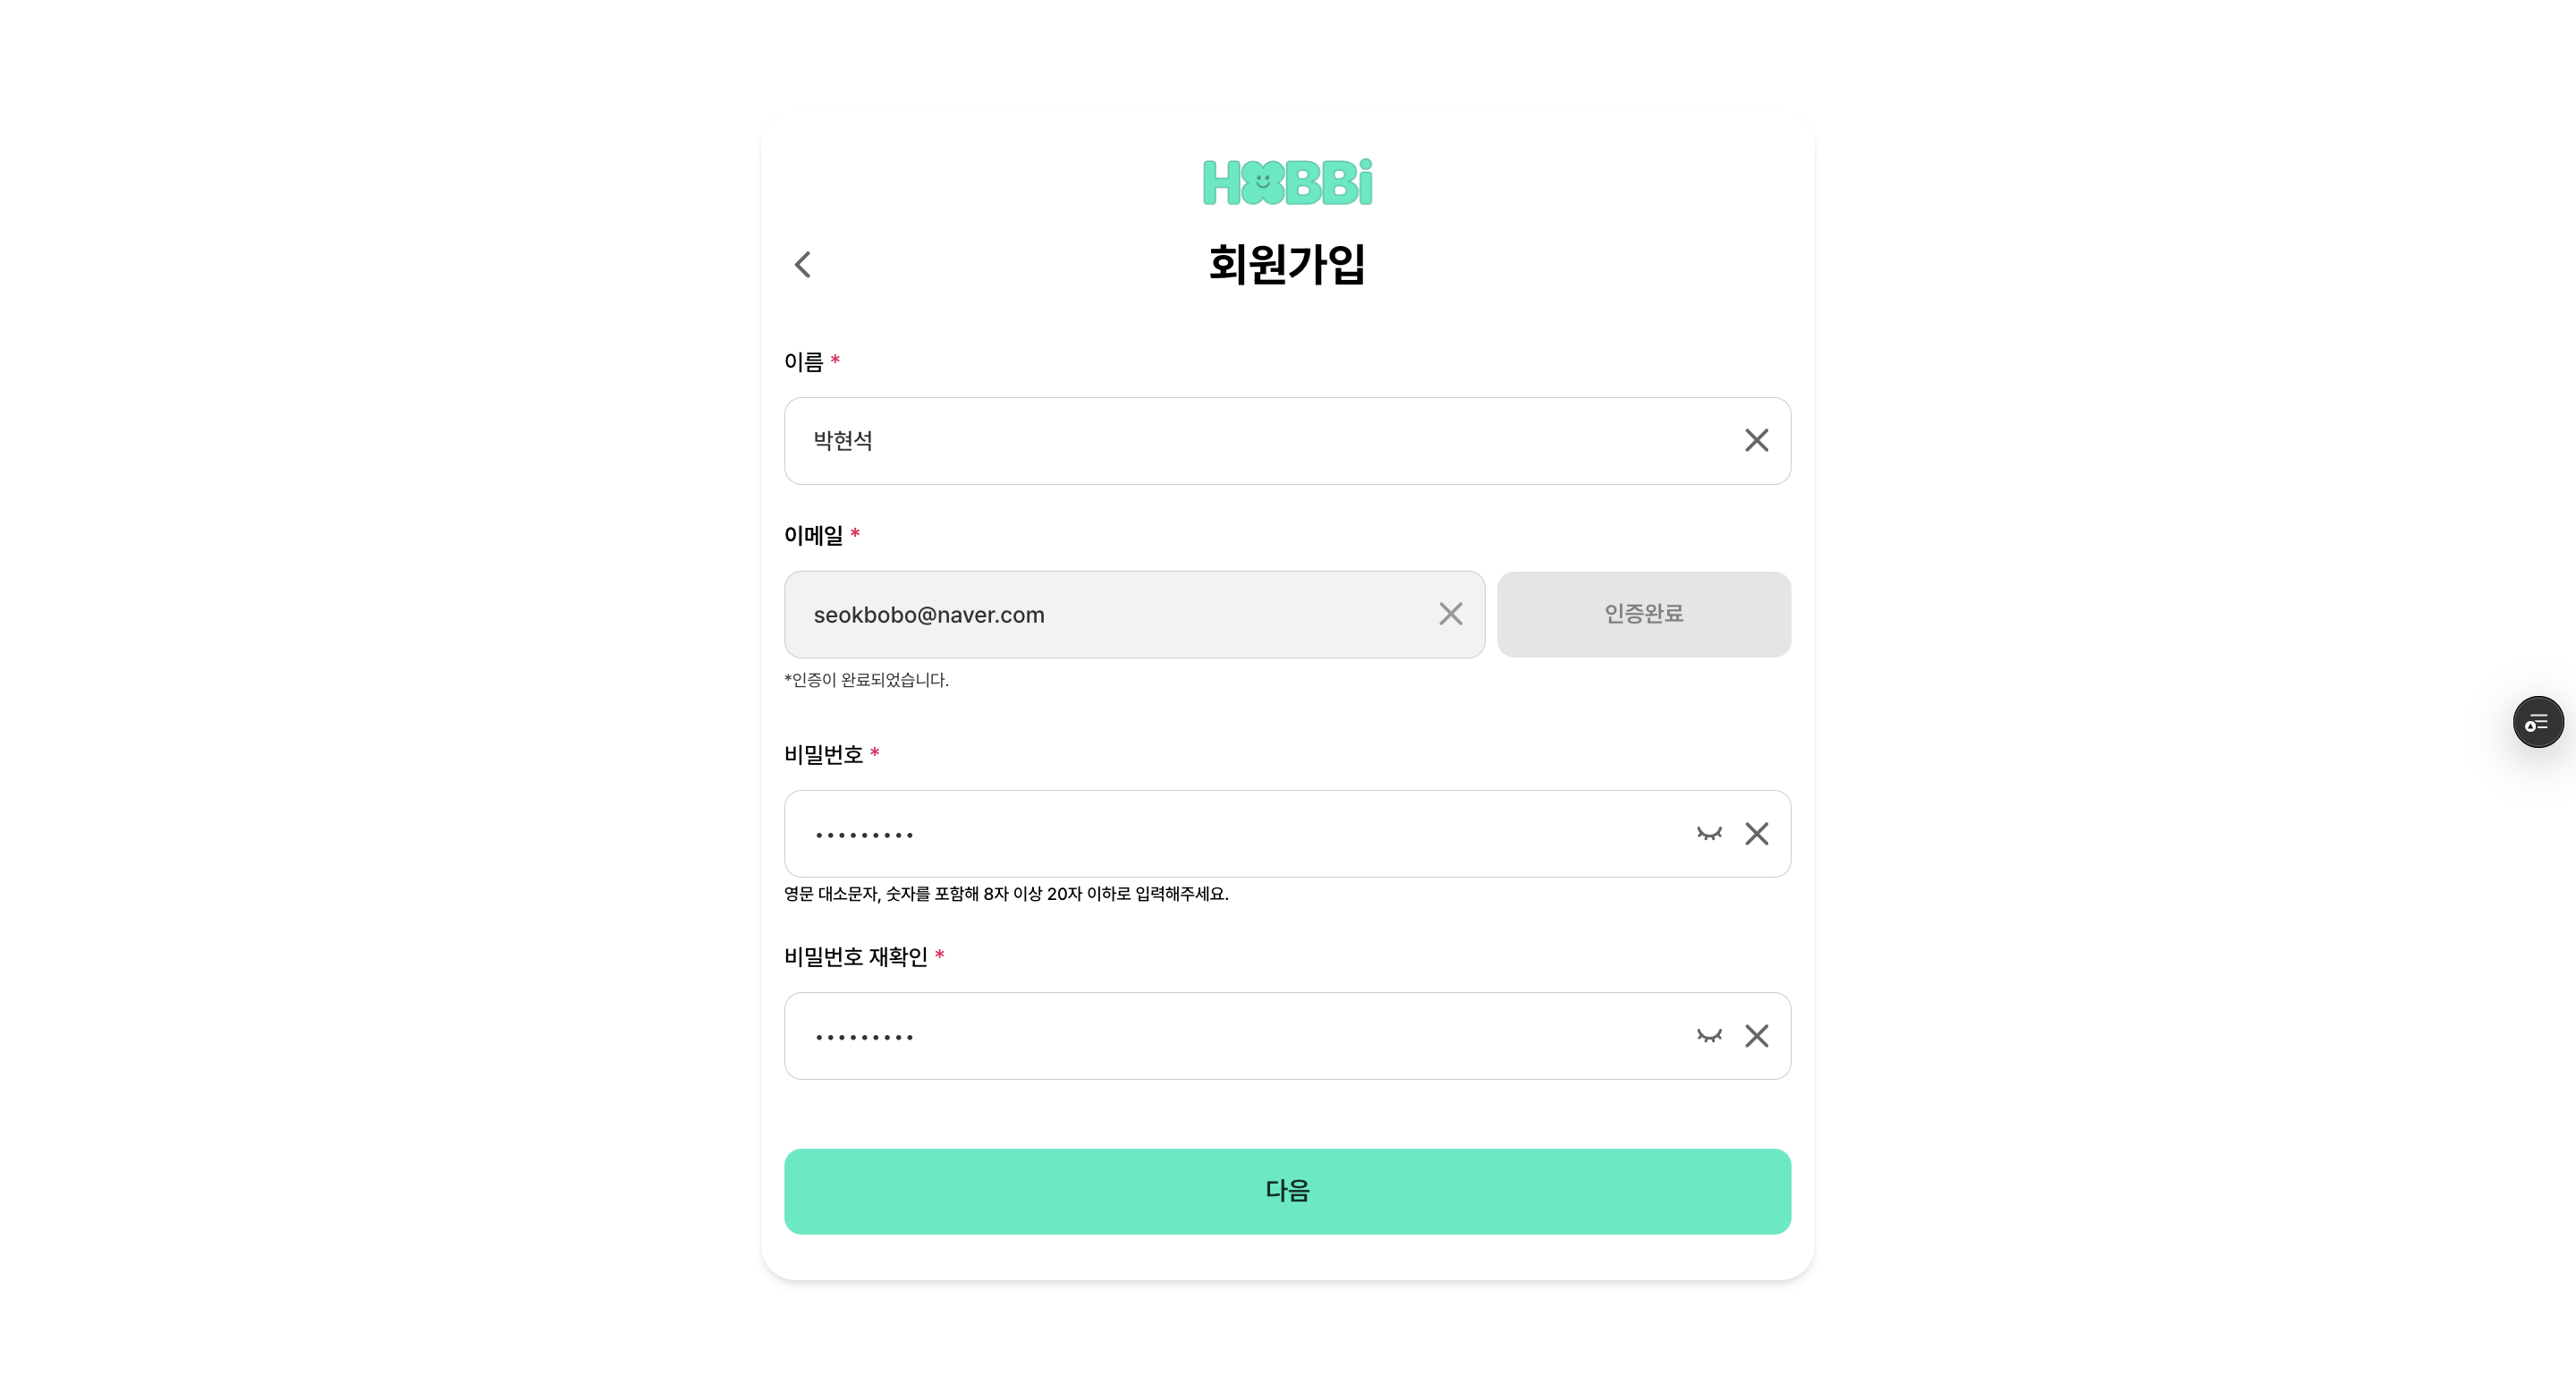 HOBBi
회원가입
이름 *
박현석
이메일 *
seokbobo@naver.com
인증완료
*인증이 완료되었습니다.
비밀번호 *
•••••••••
영문 대소문자, 숫자를 포함해 8자 이상 20자 이하로 입력해주세요.
비밀번호 재확인 *
•••••••••
다음